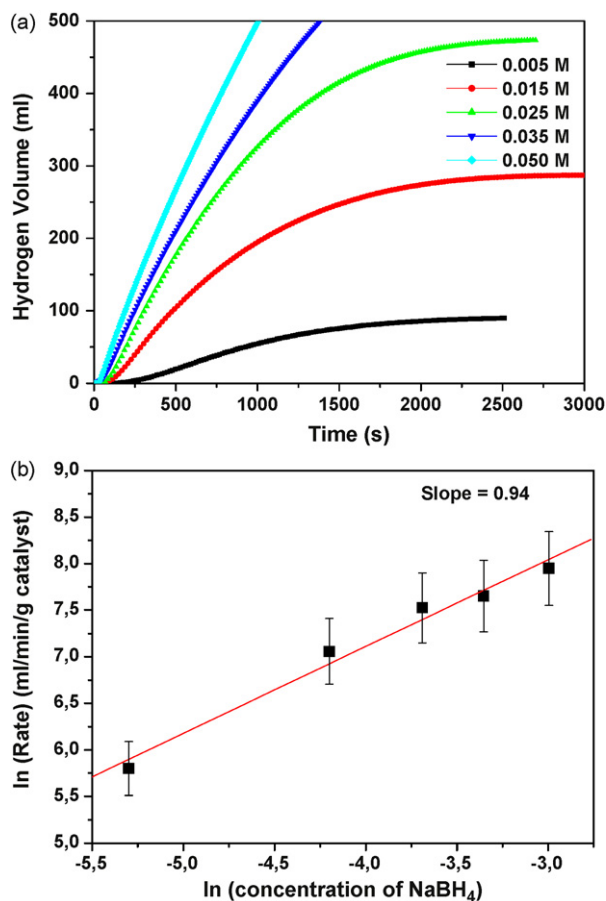 (a)
500
400
300
200
100
0
Hydrogen Volume (ml)
0.005 M
0.015 M
0.025 M
0.035 M
0.050 M
0 500 1000 1500 2000 2500 3000
Time (s)
(b)
9,0
8,5
8,0
7,5
7,0
6,5
6,0
5,5
5,0
ln (Rate) (ml/min/g catalyst)
Slope = 0.94
-5,5 -5,0 -4,5 -4,0 -3,5 -3,0
ln (concentration of NaBH₄)